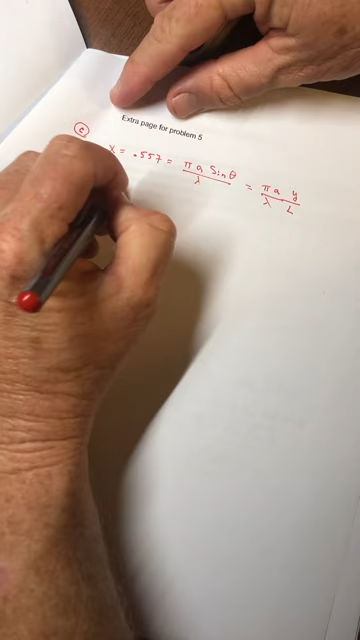 Extra page for problem 5
c
x = .557 = π a Sin θ / λ = π a y / λ L